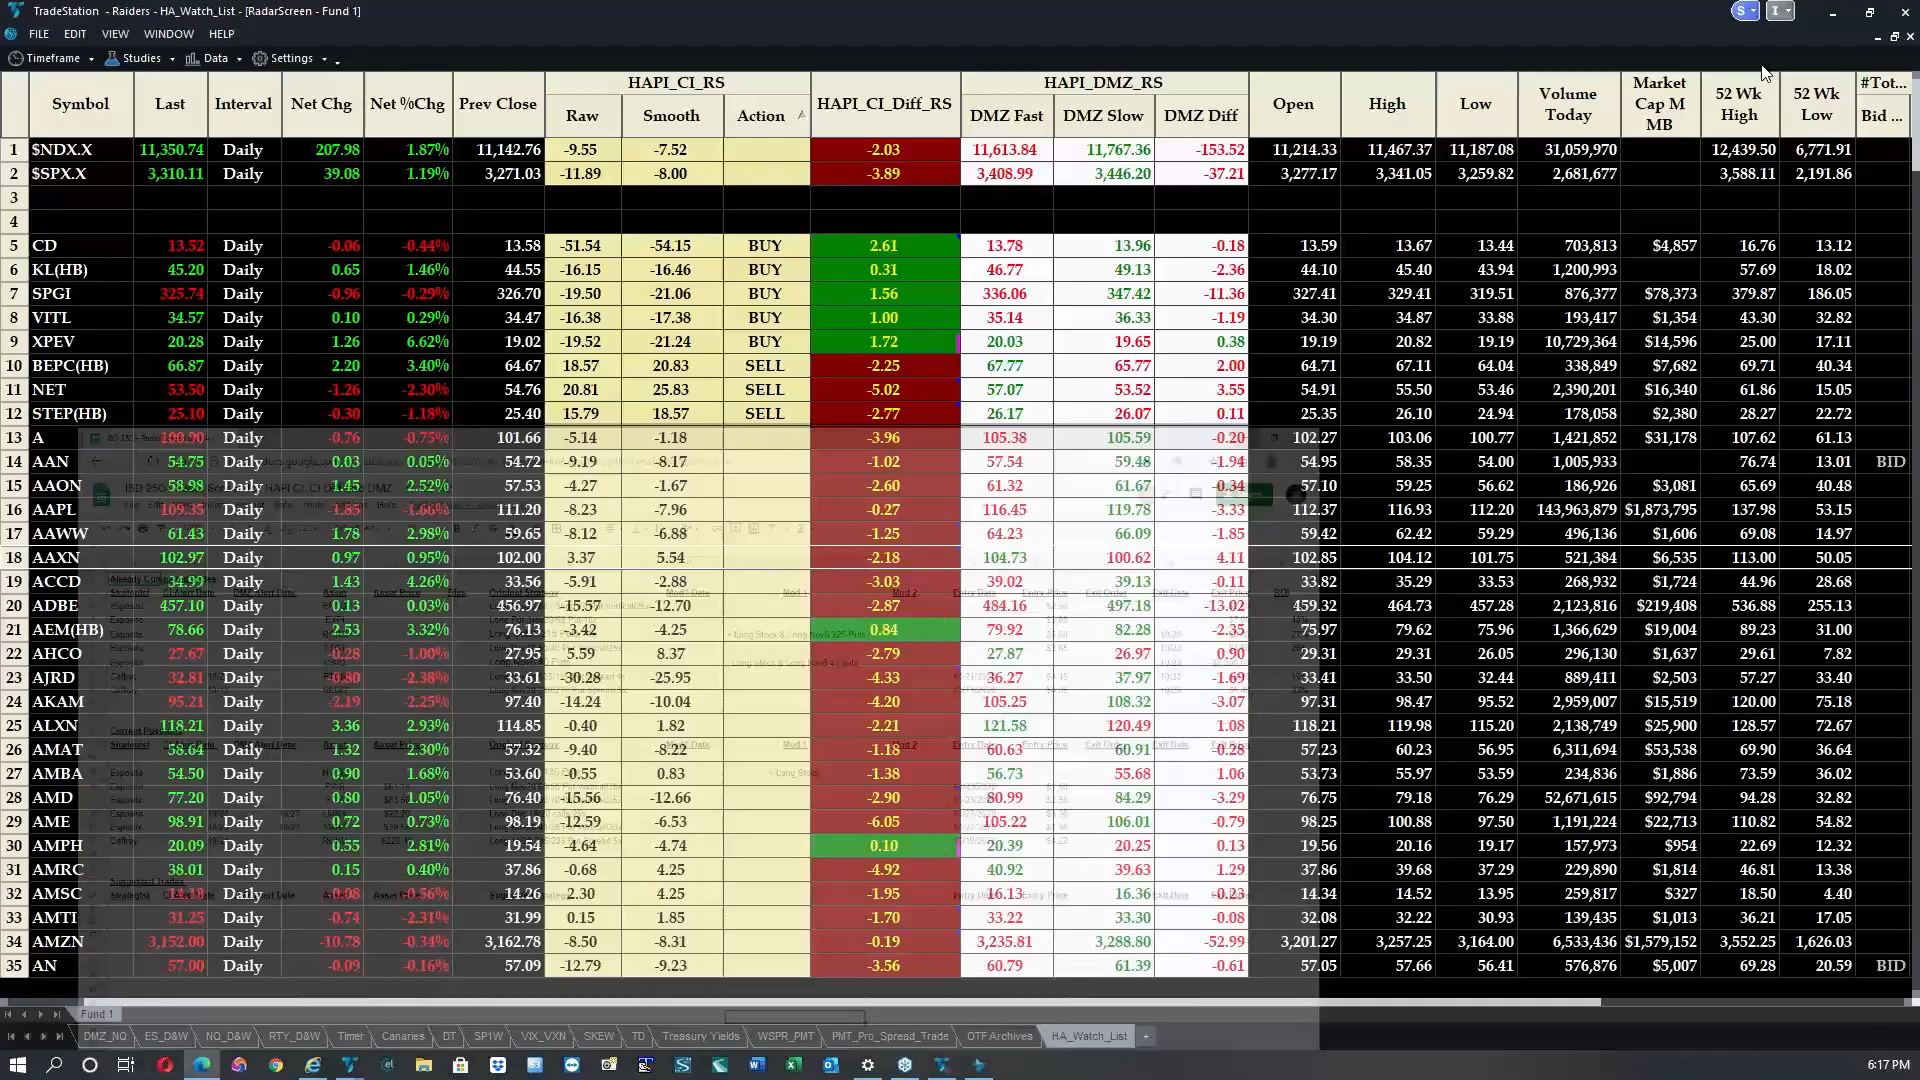 TradeStation - Raiders - HA_Watch_List - [RadarScreen - Fund 1]
FILE EDIT VIEW WINDOW HELP
Timeframe Studies Data Settings
Symbol Last Interval Net Chg Net %Chg Prev Close HAPI_CI_RS Raw Smooth Action HAPI_CI_Diff_RS HAPI_DMZ_RS DMZ Fast DMZ Slow DMZ Diff Open High Low Volume Today Market Cap M MB 52 Wk High 52 Wk Low #Tot... Bid ...
1 $NDX.X 11,350.74 Daily 207.98 1.87% 11,142.76 -9.55 -7.52 -2.03 11,613.84 11,767.36 -153.52 11,214.33 11,467.37 11,187.08 31,059,970 12,439.50 6,771.91
2 $SPX.X 3,310.11 Daily 39.08 1.19% 3,271.03 -11.89 -8.00 -3.89 3,408.99 3,446.20 -37.21 3,277.17 3,341.05 3,259.82 2,681,677 3,588.11 2,191.86
3
4
5 CD 13.52 Daily -0.06 -0.44% 13.58 -51.54 -54.15 BUY 2.61 13.78 13.96 -0.18 13.59 13.67 13.44 703,813 $4,857 16.76 13.12
6 KL(HB) 45.20 Daily 0.65 1.46% 44.55 -16.15 -16.46 BUY 0.31 46.77 49.13 -2.36 44.10 45.40 43.94 1,200,993 57.69 18.02
7 SPGI 325.74 Daily -0.96 -0.29% 326.70 -19.50 -21.06 BUY 1.56 336.06 347.42 -11.36 327.41 329.41 319.51 876,377 $78,373 379.87 186.05
8 VITL 34.57 Daily 0.10 0.29% 34.47 -16.38 -17.38 BUY 1.00 35.14 36.33 -1.19 34.30 34.87 33.88 193,417 $1,354 43.30 32.82
9 XPEV 20.28 Daily 1.26 6.62% 19.02 -19.52 -21.24 BUY 1.72 20.03 19.65 0.38 19.19 20.82 19.19 10,729,364 $14,596 25.00 17.11
10 BEPC(HB) 66.87 Daily 2.20 3.40% 64.67 18.57 20.83 SELL -2.25 67.77 65.77 2.00 64.71 67.11 64.04 338,849 $7,682 69.71 40.34
11 NET 53.50 Daily -1.26 -2.30% 54.76 20.81 25.83 SELL -5.02 57.07 53.52 3.55 54.91 55.50 53.46 2,390,201 $16,340 61.86 15.05
12 STEP(HB) 25.10 Daily -0.30 -1.18% 25.40 15.79 18.57 SELL -2.77 26.17 26.07 0.11 25.35 26.10 24.94 178,058 $2,380 28.27 22.72
13 A 100.90 Daily -0.76 -0.75% 101.66 -5.14 -1.18 -3.96 105.38 105.59 -0.20 102.27 103.06 100.77 1,421,852 $31,178 107.62 61.13
14 AAN 54.75 Daily 0.03 0.05% 54.72 -9.19 -8.17 -1.02 57.54 59.48 -1.94 54.95 58.35 54.00 1,005,933 76.74 13.01 BID
15 AAON 58.98 Daily 1.45 2.52% 57.53 -4.27 -1.67 -2.60 61.32 61.67 -0.34 57.10 59.25 56.62 186,926 $3,081 65.69 40.48
16 AAPL 109.35 Daily -1.85 -1.66% 111.20 -8.23 -7.96 -0.27 116.45 119.78 -3.33 112.37 116.93 112.20 143,963,879 $1,873,795 137.98 53.15
17 AAWW 61.43 Daily 1.78 2.98% 59.65 -8.12 -6.88 -1.25 64.23 66.09 -1.85 59.42 62.42 59.29 496,136 $1,606 69.08 14.97
18 AAXN 102.97 Daily 0.97 0.95% 102.00 3.37 5.54 -2.18 104.73 100.62 4.11 102.85 104.12 101.75 521,384 $6,535 113.00 50.05
19 ACCD 34.99 Daily 1.43 4.26% 33.56 -5.91 -2.88 -3.03 39.02 39.13 -0.11 33.82 35.29 33.53 268,932 $1,724 44.96 28.68
20 ADBE 457.10 Daily 0.13 0.03% 456.97 -15.57 -12.70 -2.87 484.16 497.18 -13.02 459.32 464.73 457.28 2,123,816 $219,408 536.88 255.13
21 AEM(HB) 78.66 Daily 2.53 3.32% 76.13 -3.42 -4.25 0.84 79.92 82.28 -2.35 75.97 79.62 75.96 1,366,629 $19,004 89.23 31.00
22 AHCO 27.67 Daily -0.28 -1.00% 27.95 5.59 8.37 -2.79 27.87 26.97 0.90 29.31 29.31 26.05 296,130 $1,637 29.61 7.82
23 AJRD 32.81 Daily -0.80 -2.38% 33.61 -30.28 -25.95 -4.33 36.27 37.97 -1.69 33.41 33.50 32.44 889,411 $2,503 57.27 33.40
24 AKAM 95.21 Daily -2.19 -2.25% 97.40 -14.24 -10.04 -4.20 105.25 108.32 -3.07 97.31 98.47 95.52 2,959,007 $15,519 120.00 75.18
25 ALXN 118.21 Daily 3.36 2.93% 114.85 -0.40 1.82 -2.21 121.58 120.49 1.08 118.21 119.98 115.20 2,138,749 $25,900 128.57 72.67
26 AMAT 58.64 Daily 1.32 2.30% 57.32 -9.40 -8.22 -1.18 60.63 60.91 -0.28 57.23 60.23 56.95 6,311,694 $53,538 69.90 36.64
27 AMBA 54.50 Daily 0.90 1.68% 53.60 -0.55 0.83 -1.38 56.73 55.68 1.06 53.73 55.97 53.59 234,836 $1,886 73.59 36.02
28 AMD 77.20 Daily 0.80 1.05% 76.40 -15.56 -12.66 -2.90 80.99 84.29 -3.29 76.75 79.18 76.29 52,671,615 $92,794 94.28 32.82
29 AME 98.91 Daily 0.72 0.73% 98.19 -12.59 -6.53 -6.05 105.22 106.01 -0.79 98.25 100.88 97.50 1,191,224 $22,713 110.82 54.82
30 AMPH 20.09 Daily 0.55 2.81% 19.54 -4.64 -4.74 0.10 20.39 20.25 0.13 19.56 20.16 19.17 157,973 $954 22.69 12.32
31 AMRC 38.01 Daily 0.15 0.40% 37.86 -0.68 4.25 -4.92 40.92 39.63 1.29 37.86 39.68 37.29 229,890 $1,814 46.81 13.38
32 AMSC 14.18 Daily -0.08 -0.56% 14.26 2.30 4.25 -1.95 16.13 16.36 -0.23 14.34 14.52 13.95 259,817 $327 18.50 4.40
33 AMTI 31.25 Daily -0.74 -2.31% 31.99 0.15 1.85 -1.70 33.22 33.30 -0.08 32.08 32.22 30.93 139,435 $1,013 36.21 17.05
34 AMZN 3,152.00 Daily -10.78 -0.34% 3,162.78 -8.50 -8.31 -0.19 3,235.81 3,288.80 -52.99 3,201.27 3,257.25 3,164.00 6,533,436 $1,579,152 3,552.25 1,626.03
35 AN 57.00 Daily -0.09 -0.16% 57.09 -12.79 -9.23 -3.56 60.79 61.39 -0.61 57.05 57.66 56.41 576,876 $5,007 69.28 20.59 BID
Fund 1
DMZ_NQ ES_D&W NQ_D&W RTY_D&W Timer Canaries DT SP1W VIX_VXN SKEW TD Treasury Yields WSPR_PMT PMT_Pro_Spread_Trade OTF Archives HA_Watch_List +
6:17 PM